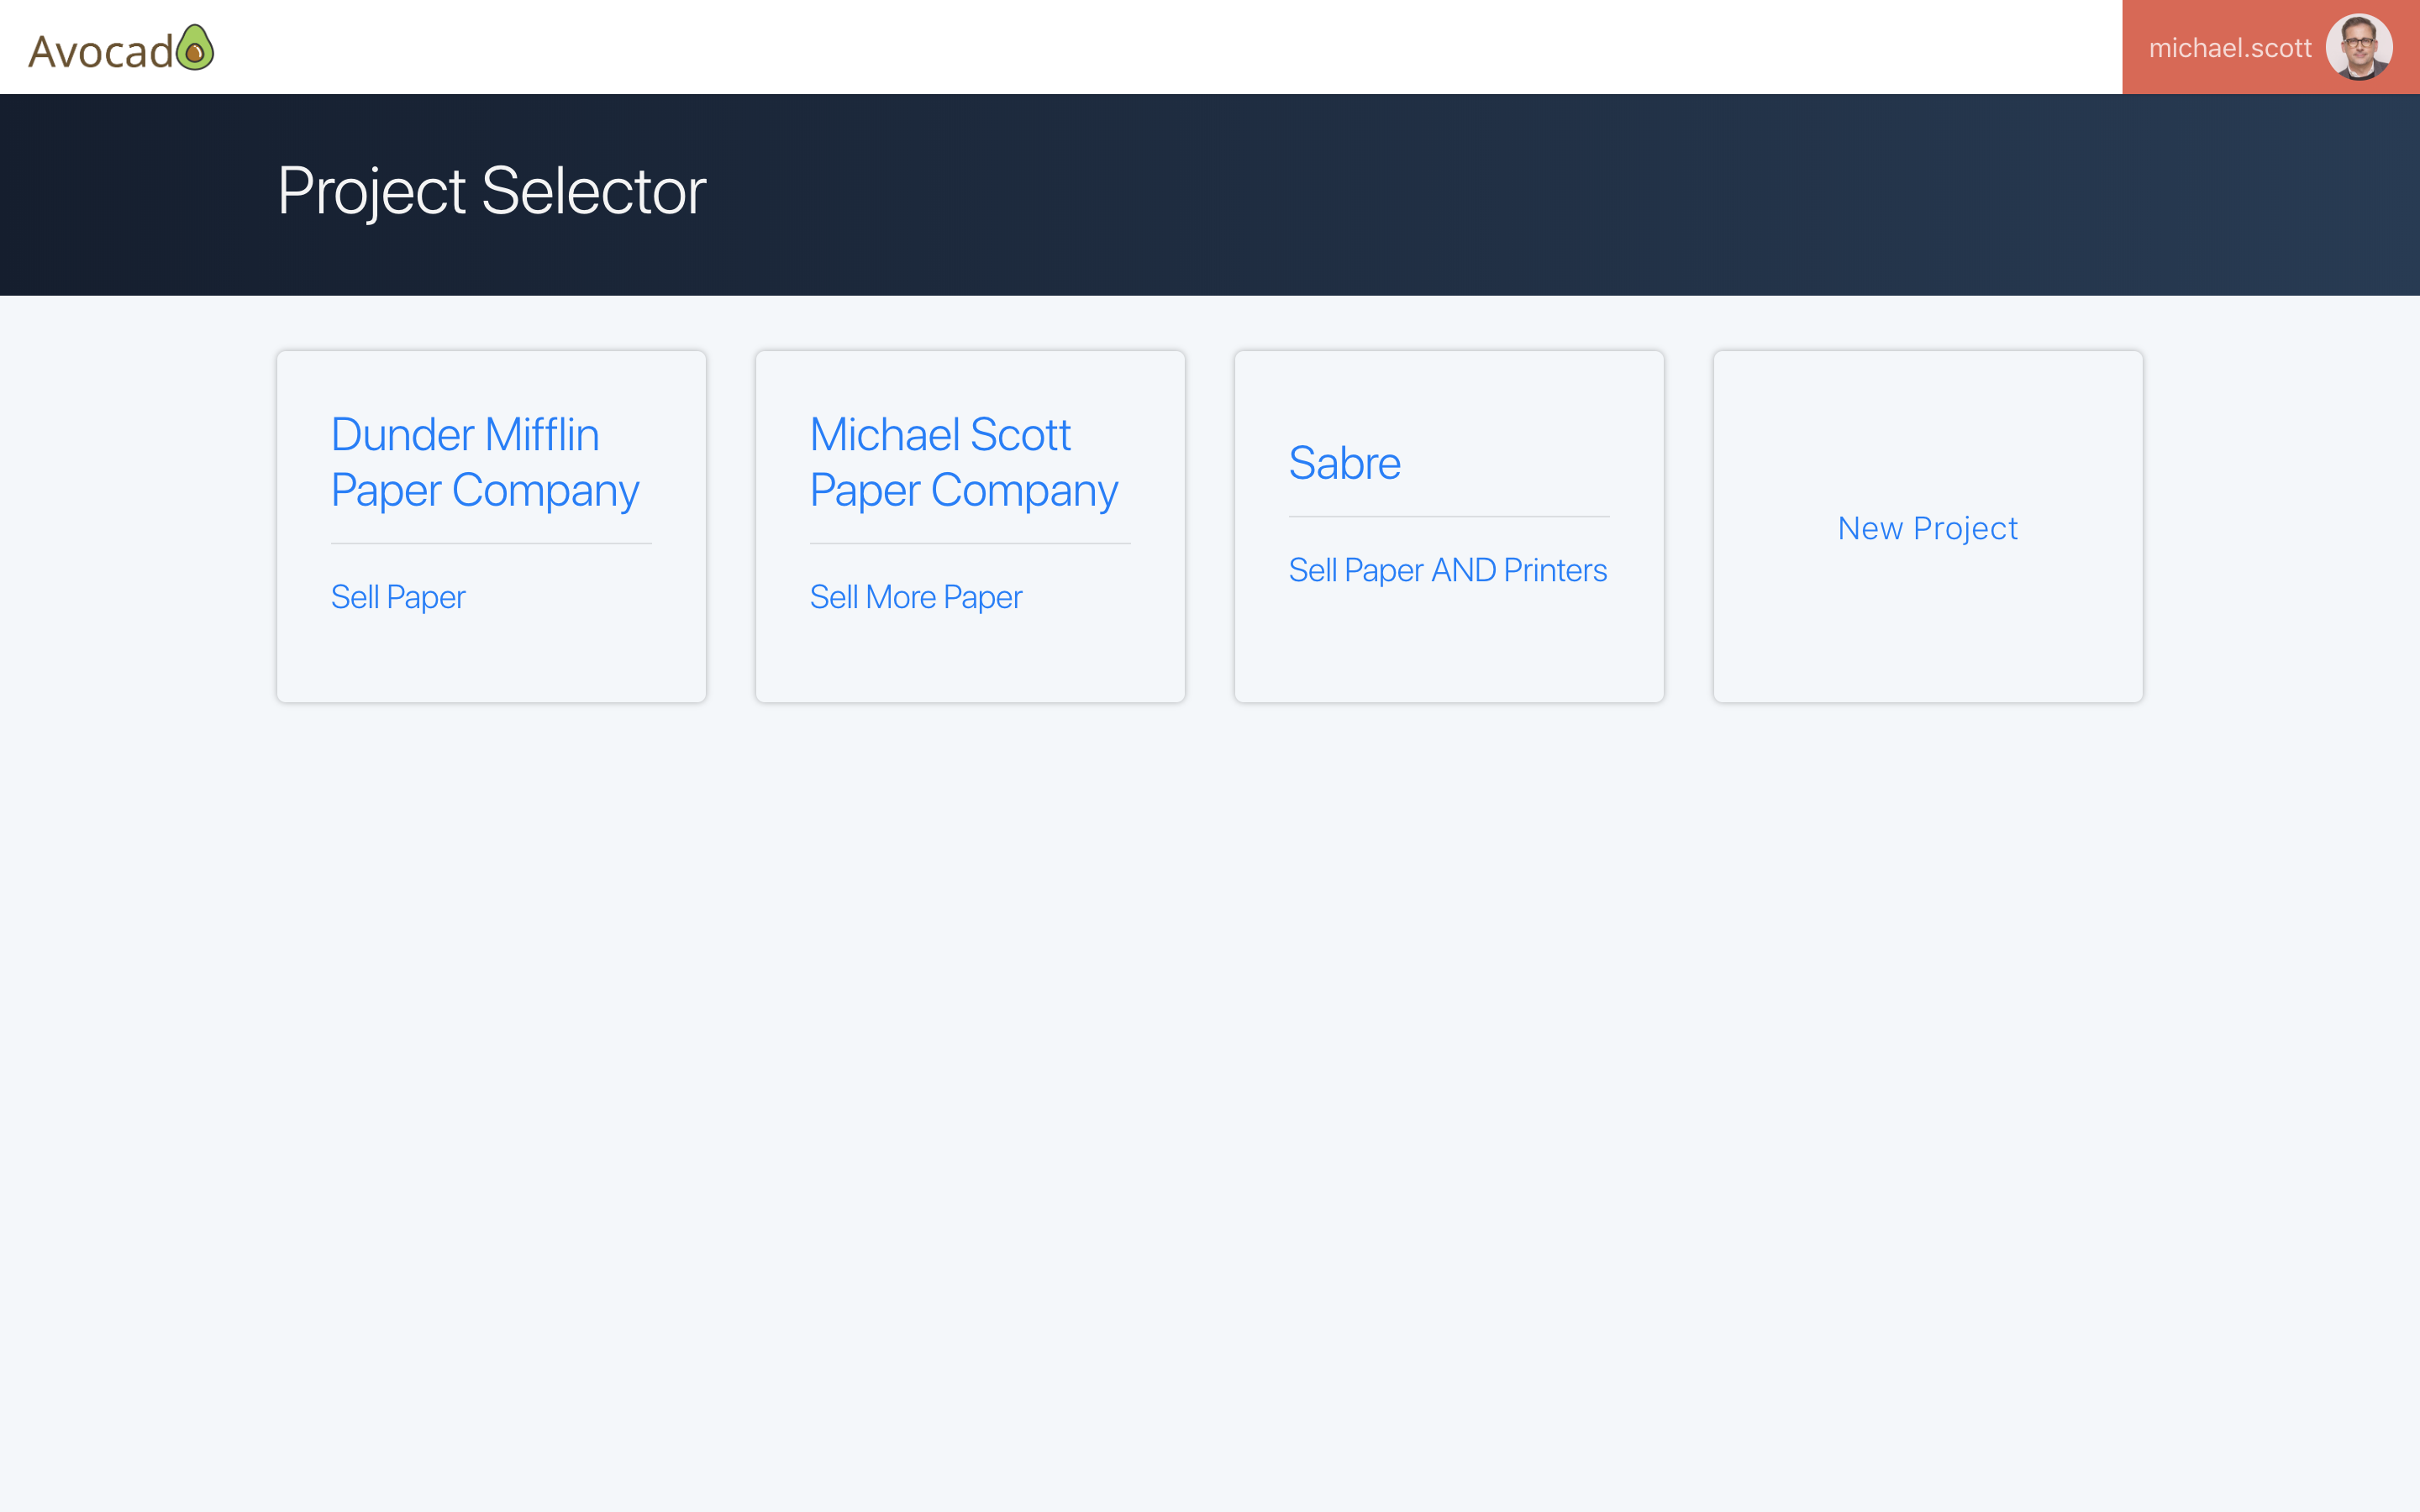 Avocad
michael.scott
Project Selector
Dunder Mifflin
Paper Company
Sell Paper
Michael Scott
Paper Company
Sell More Paper
Sabre
Sell Paper AND Printers
New Project